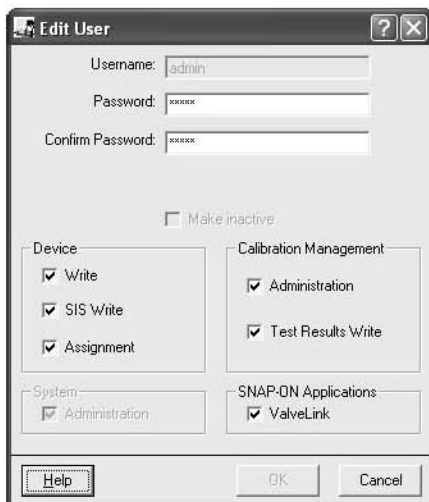 Edit User
Username: admin
Password: *****
Confirm Password: *****
Make inactive
Device
Write
SIS Write
Assignment
Calibration Management
Administration
Test Results Write
System
Administration
SNAP-ON Applications
ValveLink
Help
OK
Cancel